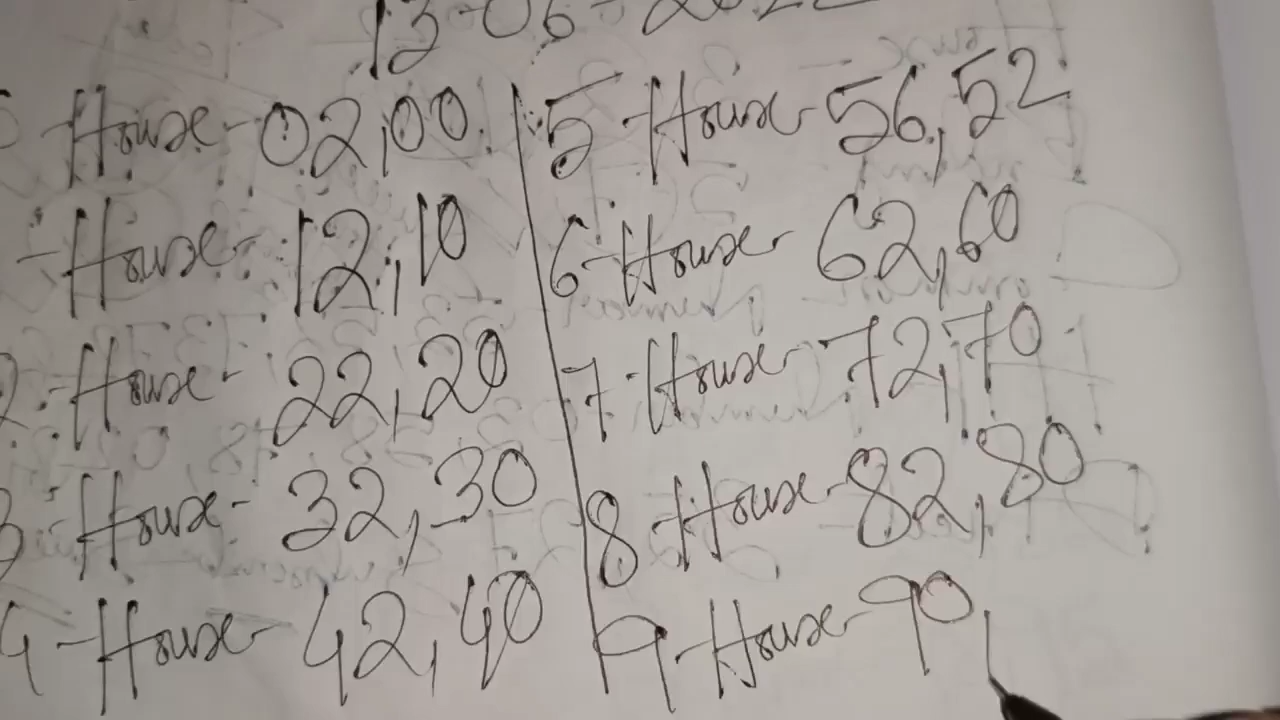 13-06-2022
0-House-02,00
-House-12,10
2-House-22,20
3-House-32,30
4-House-42,40
5-House-56,52
6-House-62,60
7-House-72,70
8-House-82,80
9-House-90,